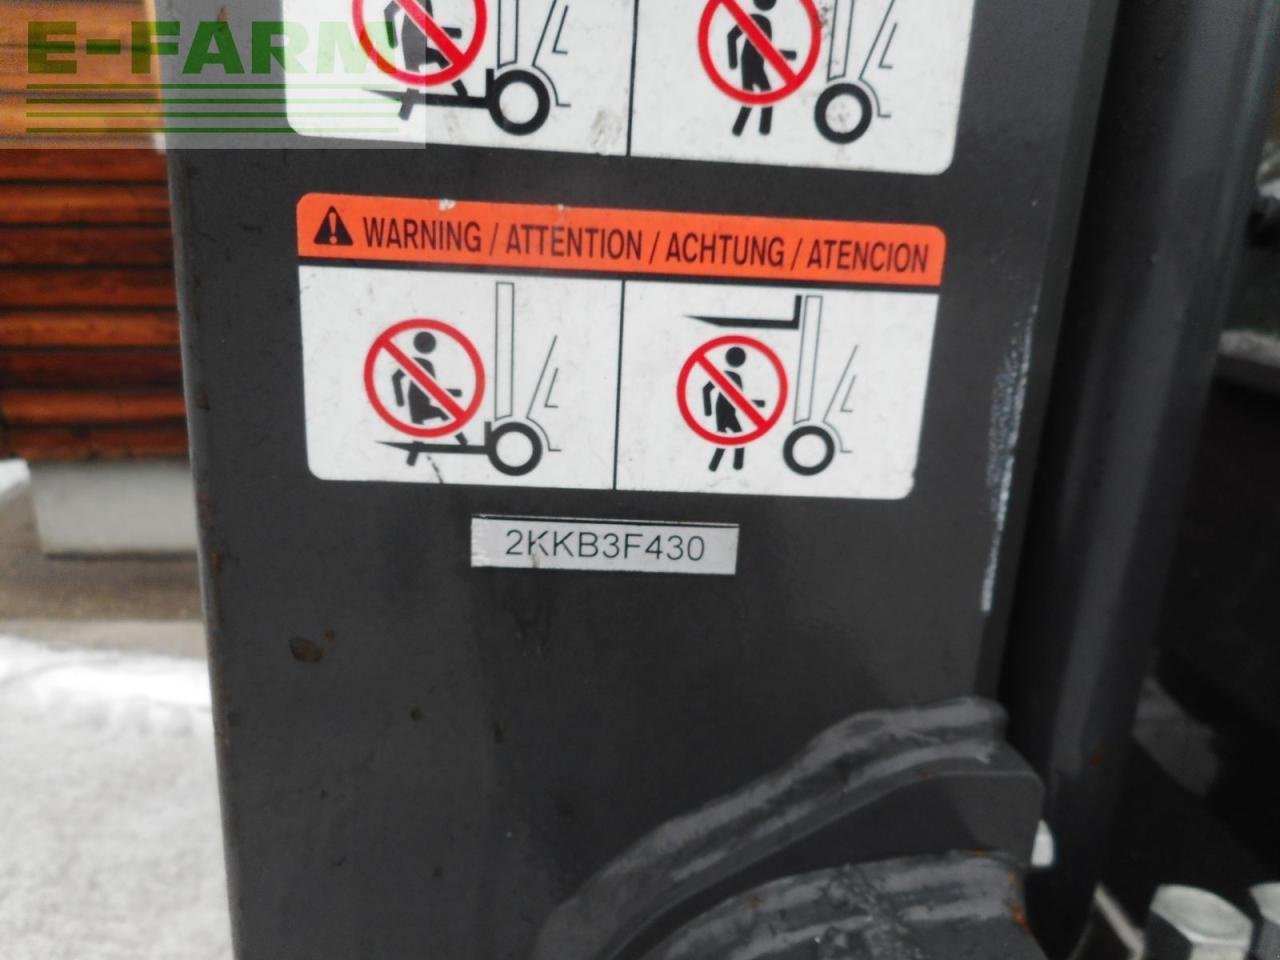 E-FARM
WARNING / ATTENTION / ACHTUNG / ATENCION
2KKB3F430